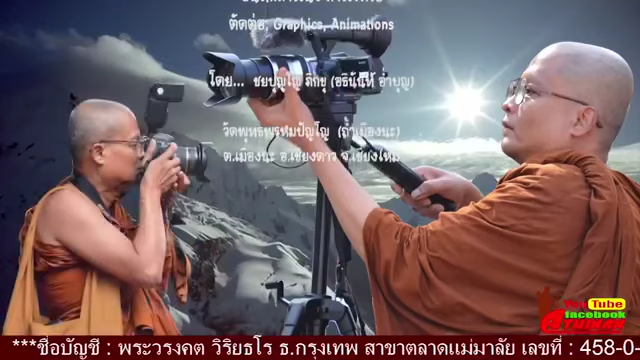 ตัดต่อ, Graphics, Animations
โดย... ชยปญฺโญ ภิกขุ (อธินันท์ อ่ำบุญ)
วัดพุทธพรหมปัญโญ (ถ้ำเมืองนะ)
ต.เมืองนะ อ.เชียงดาว จ.เชียงใหม่
YouTube
facebook
***ชื่อบัญชี : พระวรงคต วิริยธโร ธ.กรุงเทพ สาขาตลาดแม่มาลัย เลขที่ : 458-0